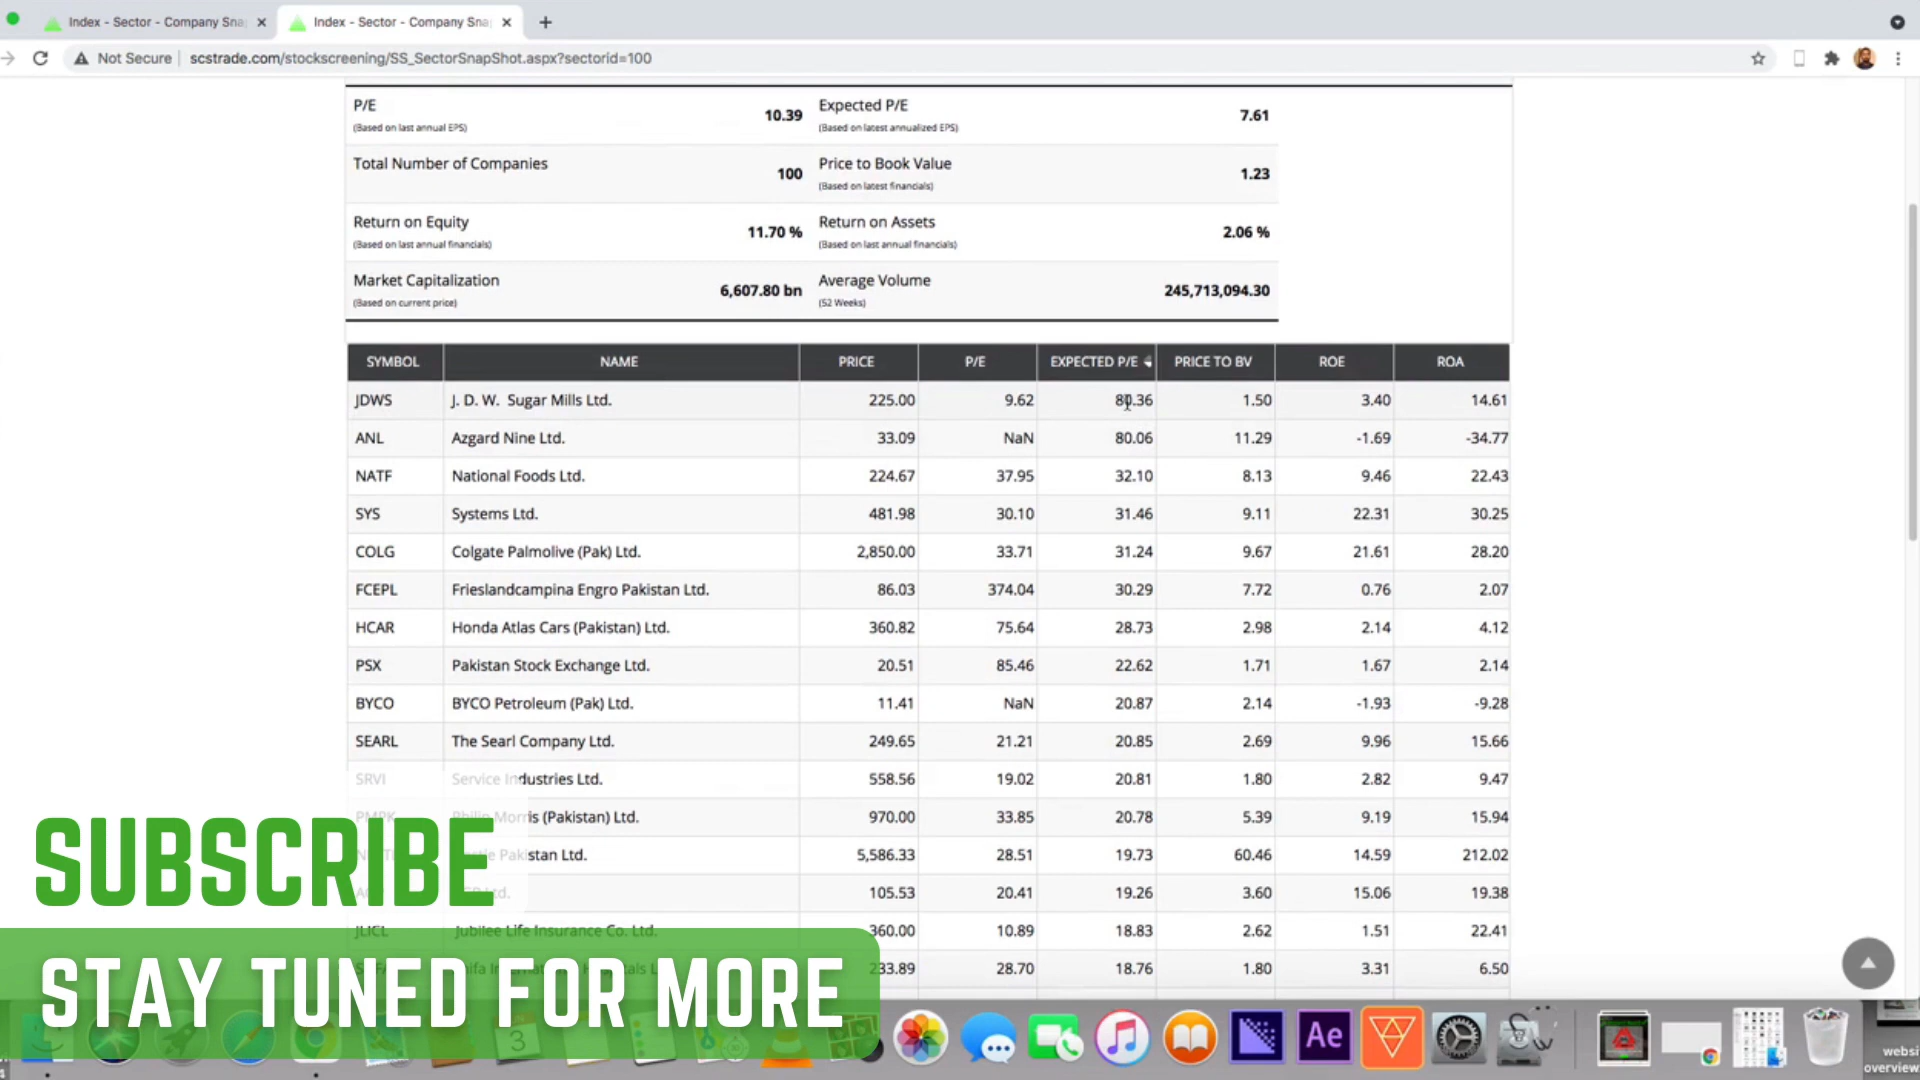 Index - Sector - Company Sna
Index - Sector - Company Sna
Not Secure | scstrade.com/stockscreening/SS_SectorSnapShot.aspx?sectorid=100
P/E 10.39 Expected P/E 7.61
(Based on last annual EPS) (Based on latest annualized EPS)
Total Number of Companies 100 Price to Book Value 1.23
(Based on latest financials)
Return on Equity 11.70 % Return on Assets 2.06 %
(Based on last annual financials) (Based on last annual financials)
Market Capitalization 6,607.80 bn Average Volume 245,713,094.30
(Based on current price) (52 Weeks)
SYMBOL NAME PRICE P/E EXPECTED P/E PRICE TO BV ROE ROA
JDWS J. D. W. Sugar Mills Ltd. 225.00 9.62 80.36 1.50 3.40 14.61
ANL Azgard Nine Ltd. 33.09 NaN 80.06 11.29 -1.69 -34.77
NATF National Foods Ltd. 224.67 37.95 32.10 8.13 9.46 22.43
SYS Systems Ltd. 481.98 30.10 31.46 9.11 22.31 30.25
COLG Colgate Palmolive (Pak) Ltd. 2,850.00 33.71 31.24 9.67 21.61 28.20
FCEPL Frieslandcampina Engro Pakistan Ltd. 86.03 374.04 30.29 7.72 0.76 2.07
HCAR Honda Atlas Cars (Pakistan) Ltd. 360.82 75.64 28.73 2.98 2.14 4.12
PSX Pakistan Stock Exchange Ltd. 20.51 85.46 22.62 1.71 1.67 2.14
BYCO BYCO Petroleum (Pak) Ltd. 11.41 NaN 20.87 2.14 -1.93 -9.28
SEARL The Searl Company Ltd. 249.65 21.21 20.85 2.69 9.96 15.66
SRVI Service Industries Ltd. 558.56 19.02 20.81 1.80 2.82 9.47
PMPK Philip Morris (Pakistan) Ltd. 970.00 33.85 20.78 5.39 9.19 15.94
Pakistan Ltd. 5,586.33 28.51 19.73 60.46 14.59 212.02
Ltd. 105.53 20.41 19.26 3.60 15.06 19.38
JLICL Jubilee Life Insurance Co. Ltd. 360.00 10.89 18.83 2.62 1.51 22.41
233.89 28.70 18.76 1.80 3.31 6.50
SUBSCRIBE
STAY TUNED FOR MORE
3
Ae
websi
overview